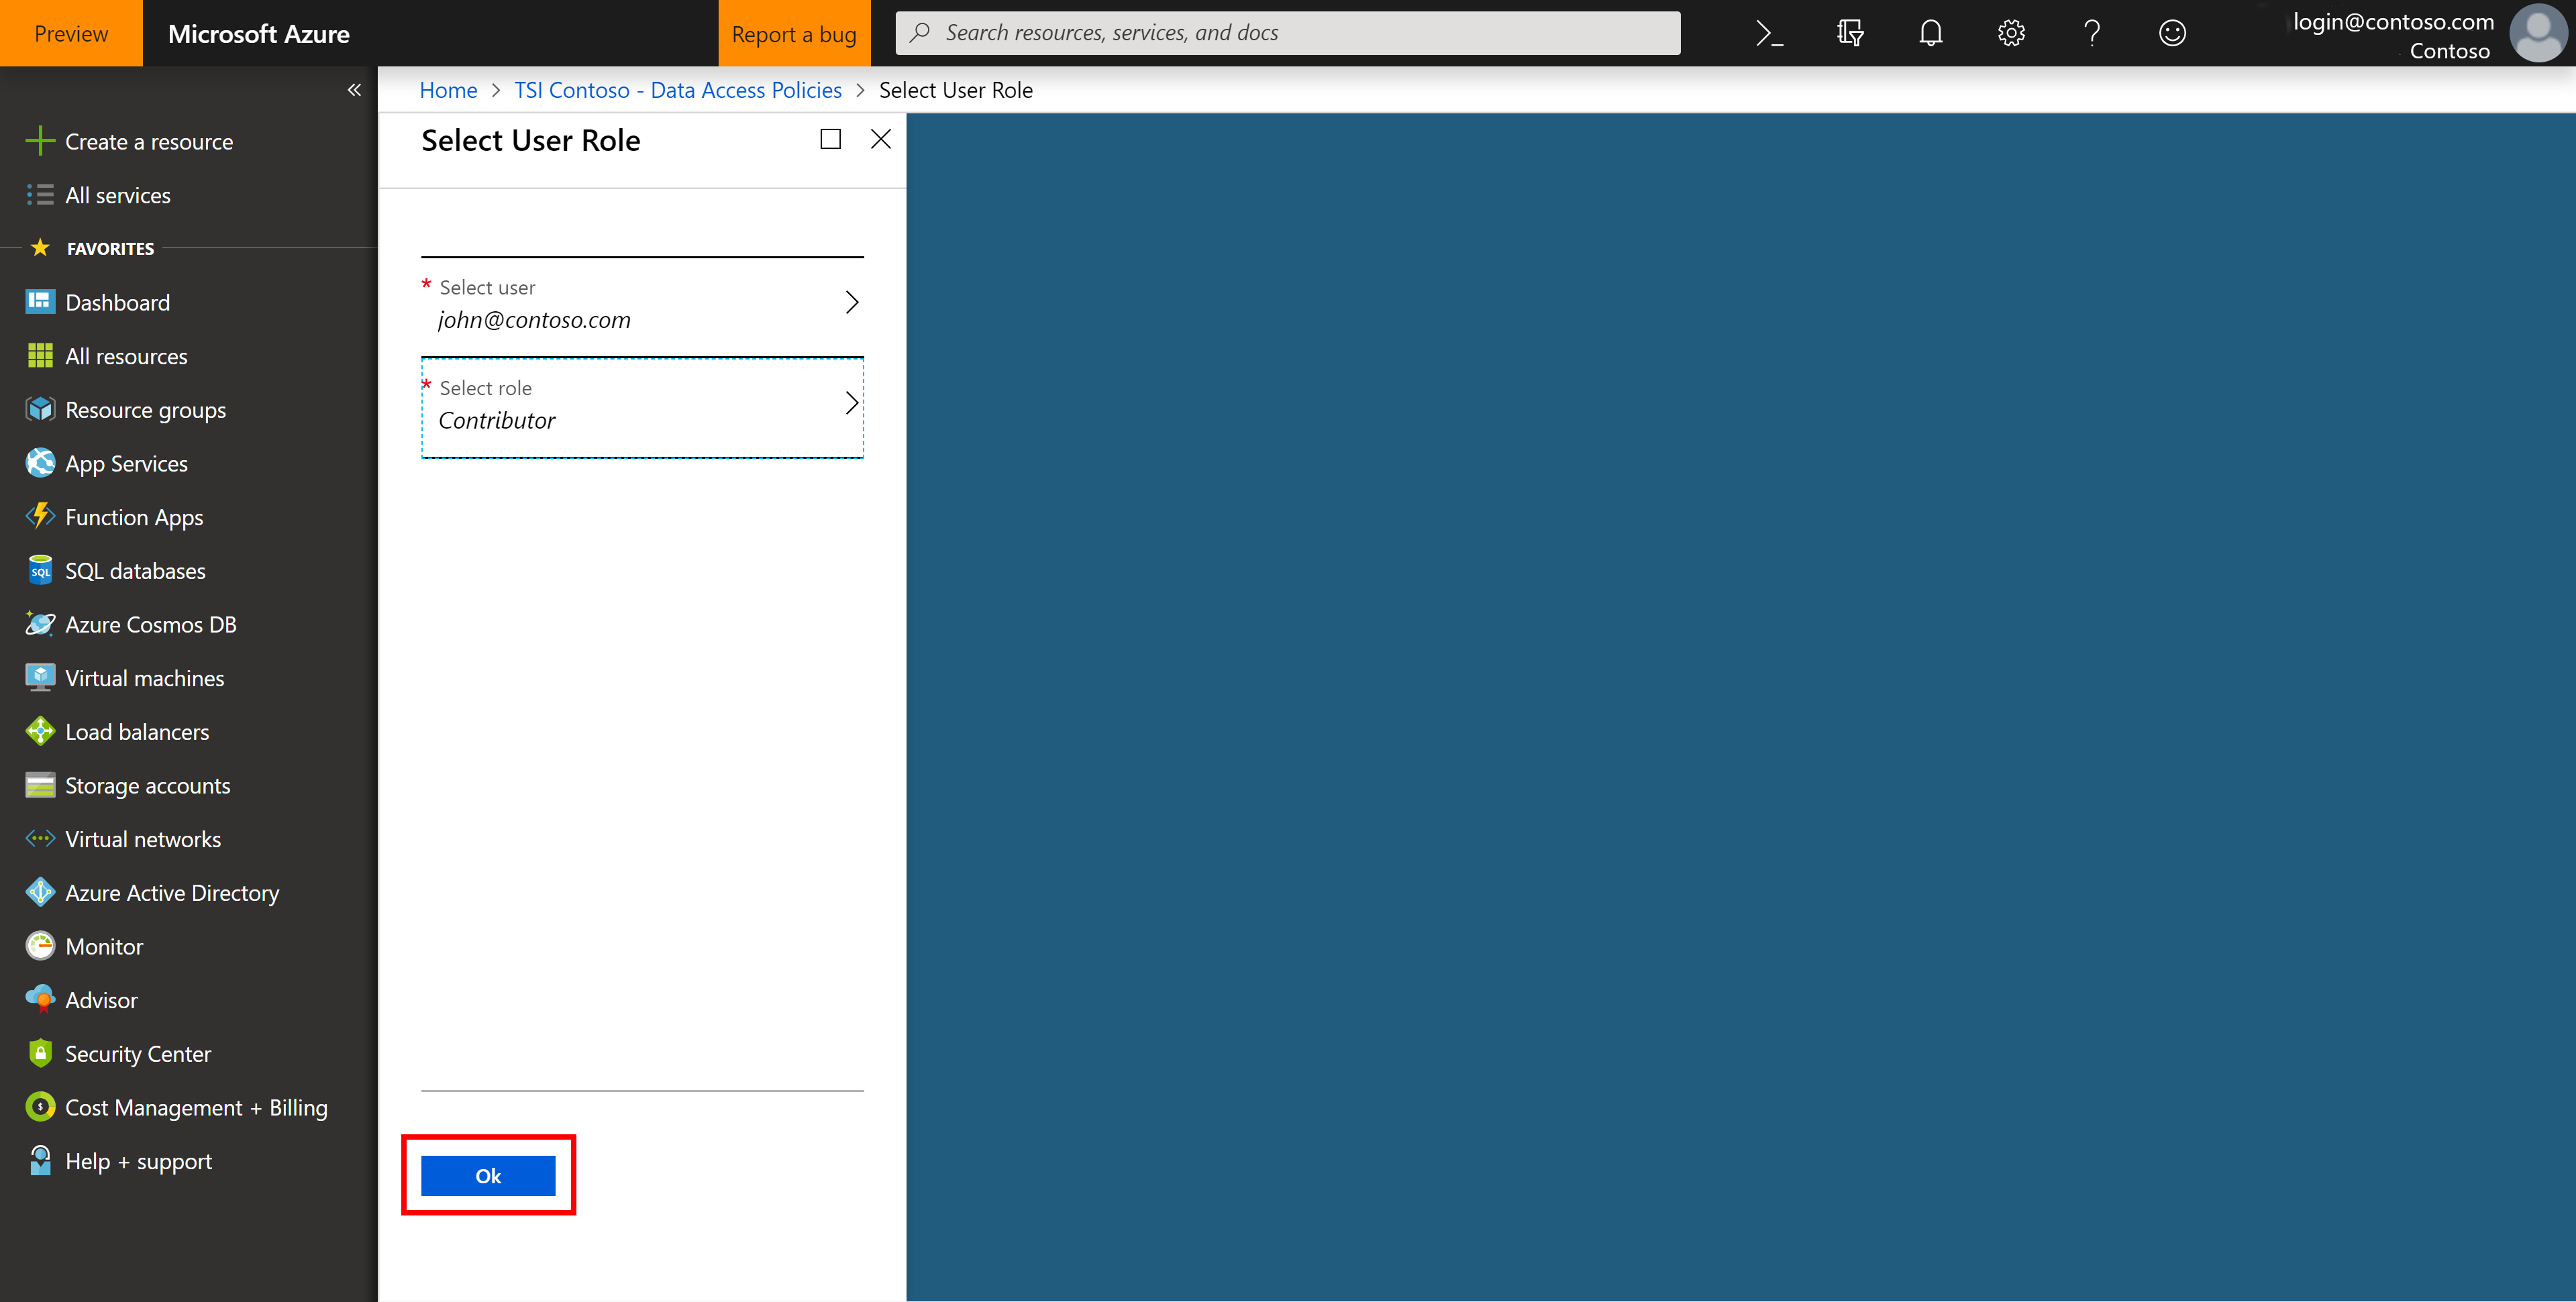 Preview
Microsoft Azure
Report a bug
Search resources, services, and docs
login@contoso.com
Contoso
Home > TSI Contoso - Data Access Policies > Select User Role
Create a resource
All services
FAVORITES
Dashboard
All resources
Resource groups
App Services
Function Apps
SQL databases
Azure Cosmos DB
Virtual machines
Load balancers
Storage accounts
Virtual networks
Azure Active Directory
Monitor
Advisor
Security Center
Cost Management + Billing
Help + support
Select User Role
* Select user
john@contoso.com
* Select role
Contributor
Ok